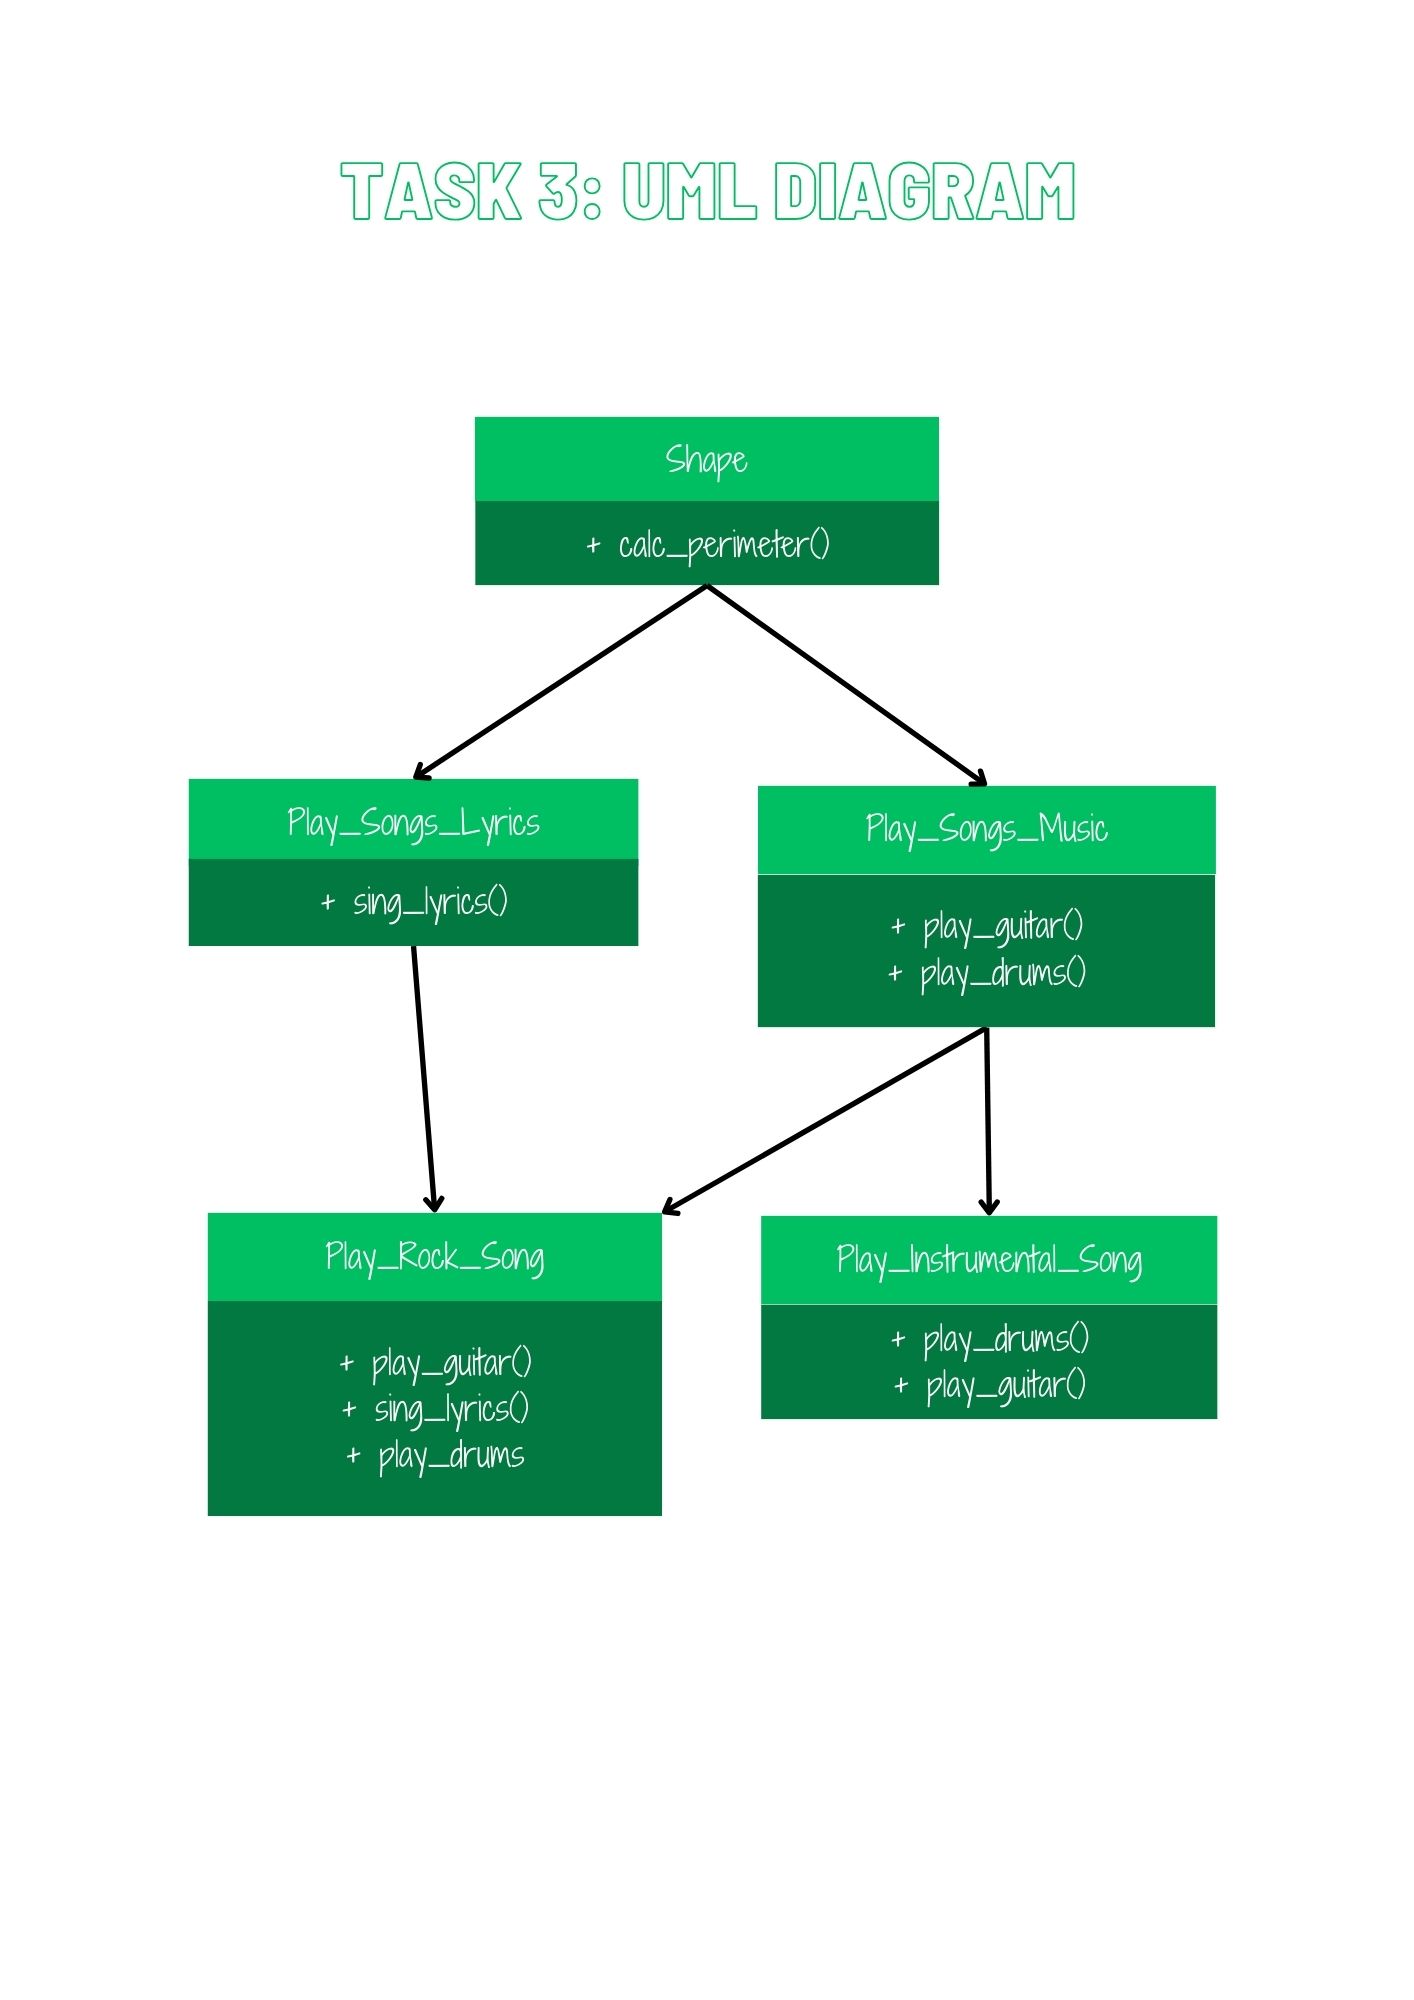 TASK 3: UML DIAGRAM
Shape
+ calc_perimeter()
Play_Songs_Lyrics
+ sing_lyrics()
Play_Songs_Music
+ play_guitar()
+ play_drums()
Play_Rock_Song
+ play_guitar()
+ sing_lyrics()
+ play_drums
Play_Instrumental_Song
+ play_drums()
+ play_guitar()